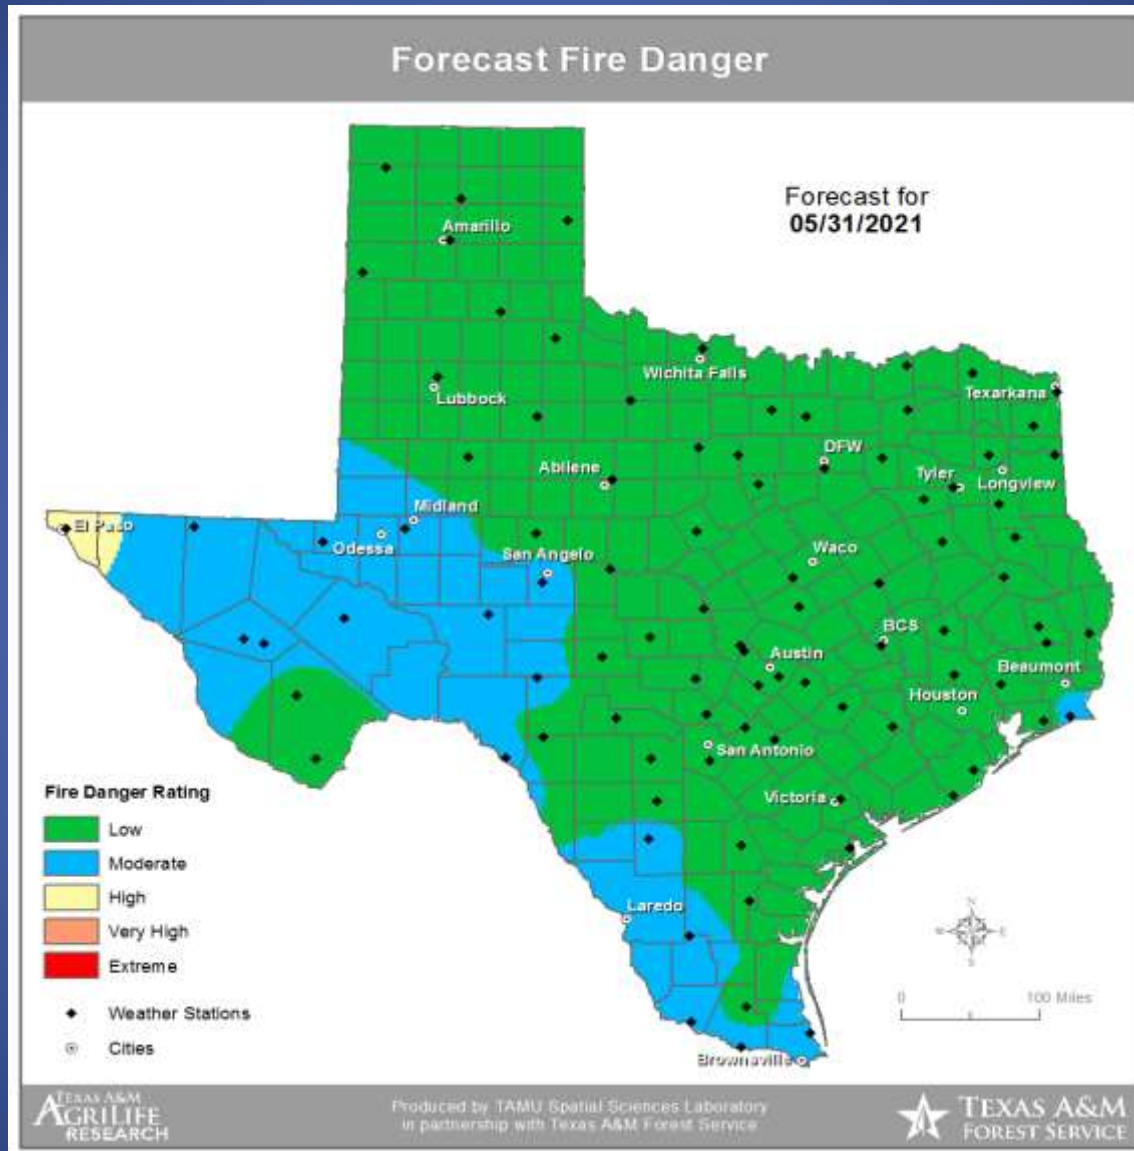 Forecast Fire Danger
Forecast for
05/31/2021
Amarillo
Wichita Falls
Lubbock
Texarkana
DFW
Abilene
Tyler
Longview
Midland
El Paso
Odessa
San Angelo
Waco
BCS
Austin
Beaumont
Houston
San Antonio
Victoria
Laredo
Brownsville
Fire Danger Rating
Low
Moderate
High
Very High
Extreme
Weather Stations
Cities
N
W E
S
0 100 Miles
TEXAS A&M
AGRILIFE
RESEARCH
Produced by TAMU Spatial Sciences Laboratory
in partnership with Texas A&M Forest Service
TEXAS A&M
FOREST SERVICE